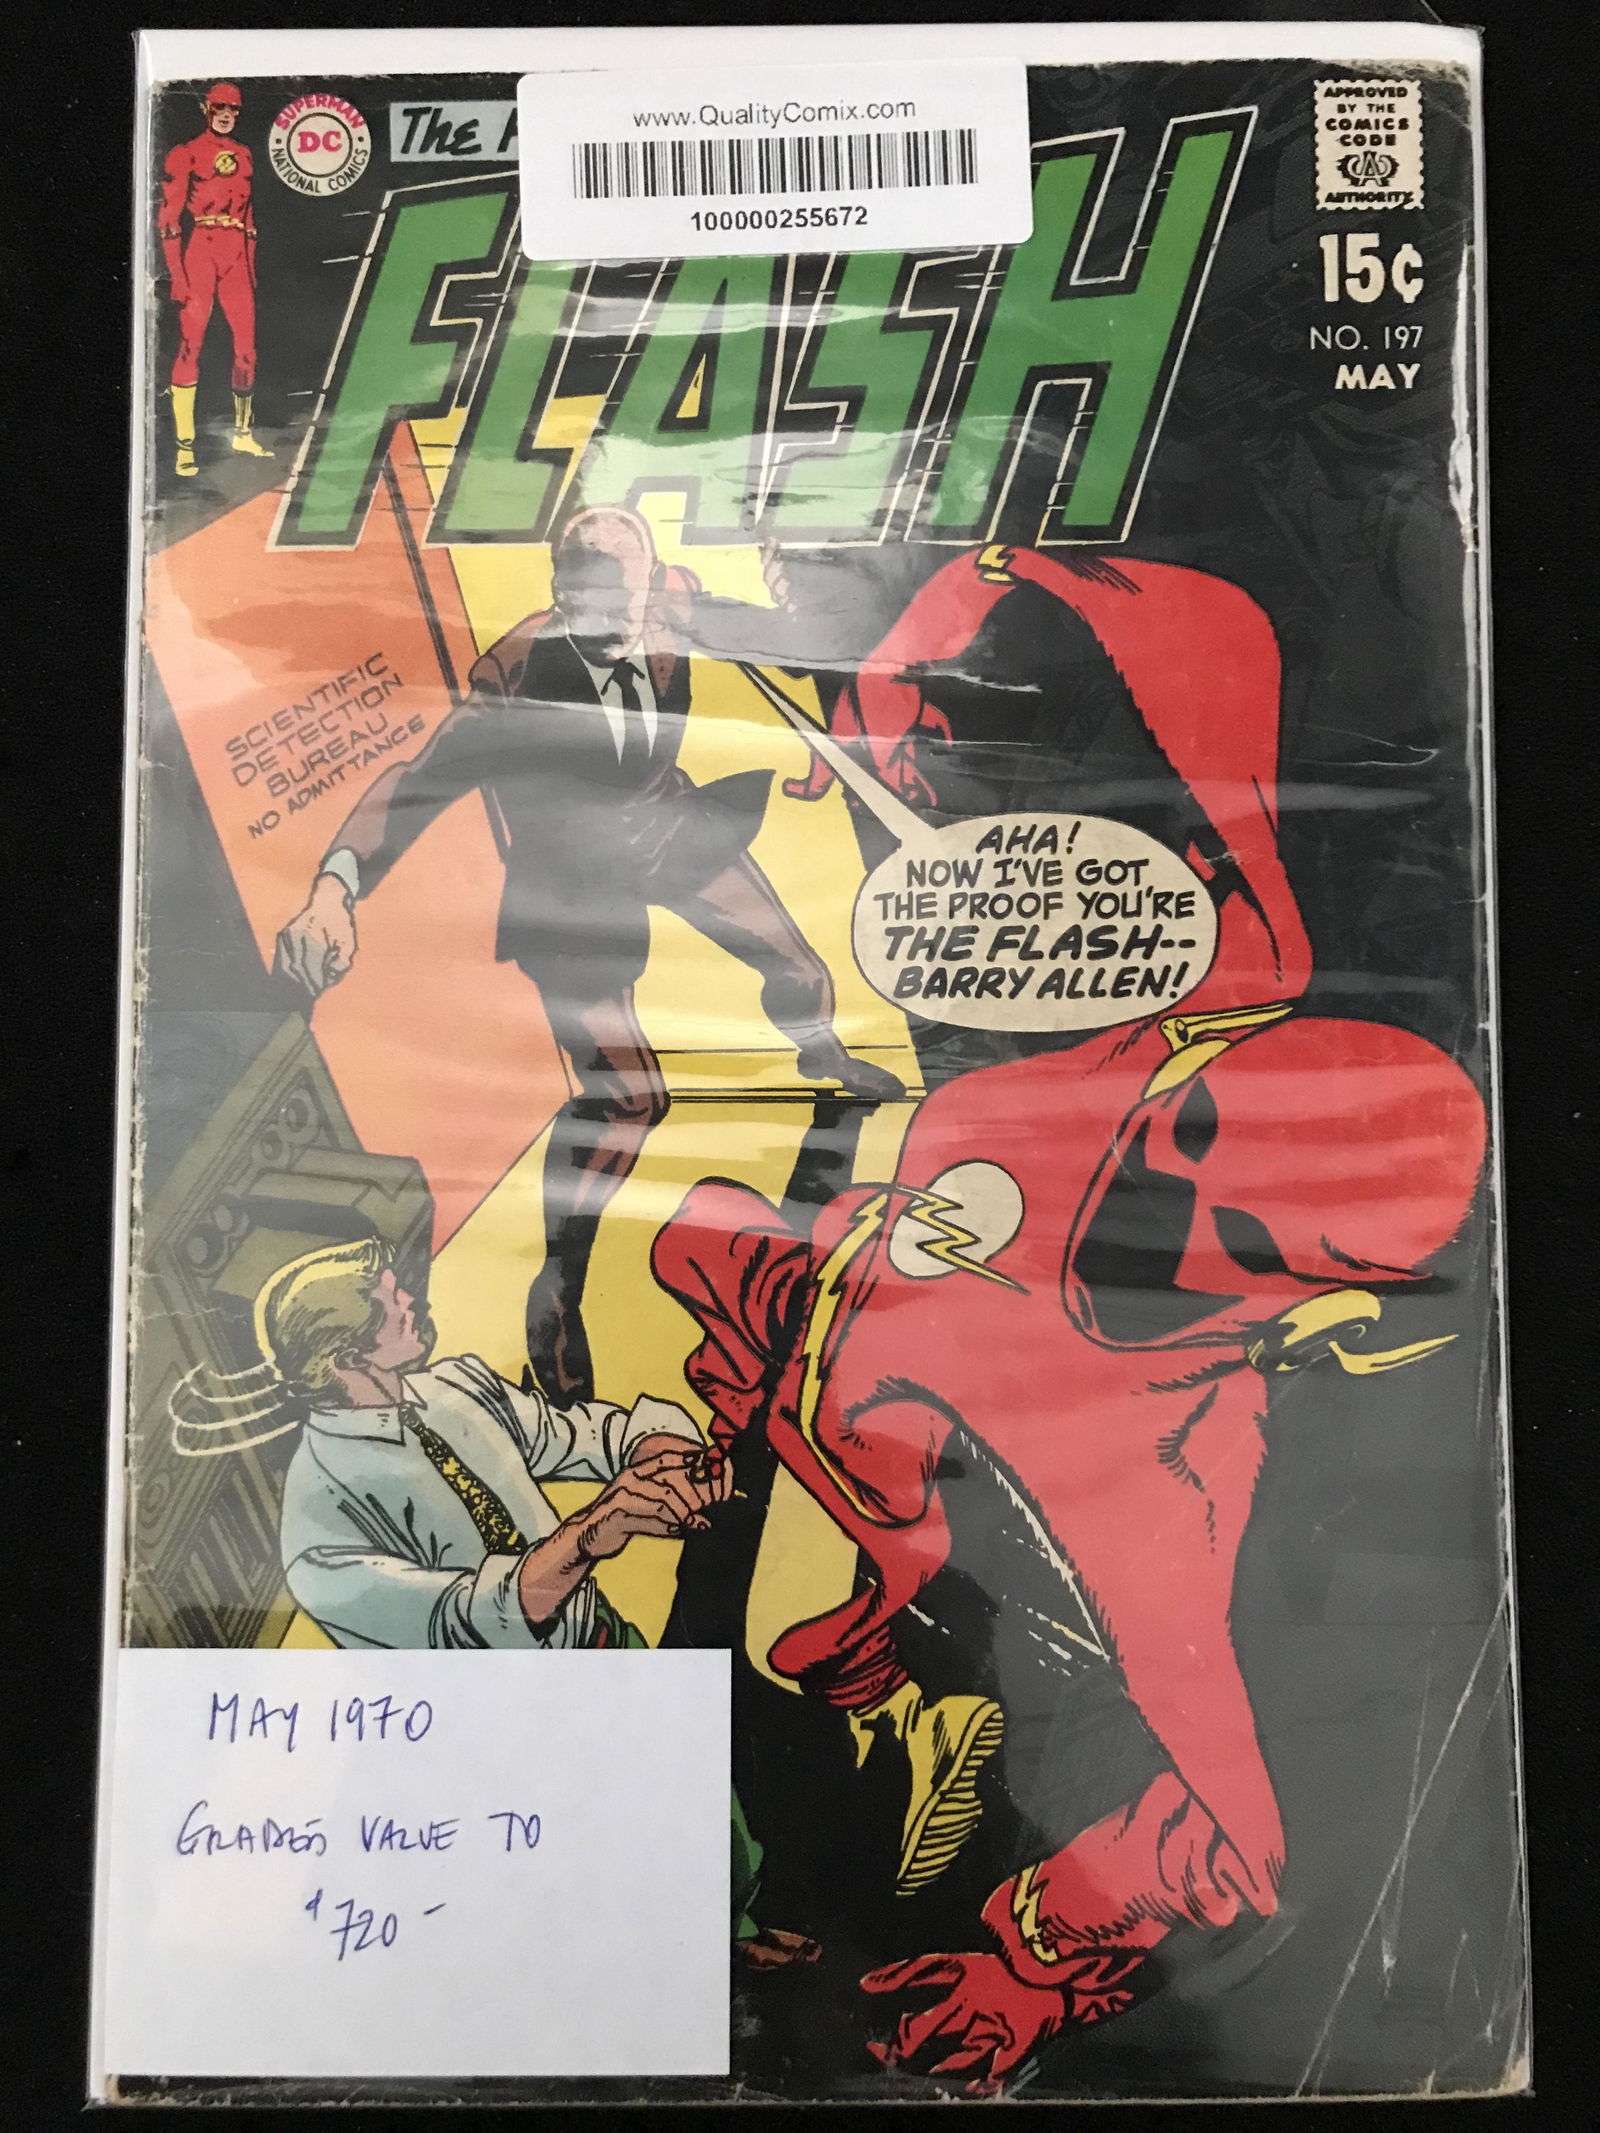 www.QualityComix.com
100000255672
SUPERMAN
DC
NATIONAL COMICS
The
FLASH
APPROVED
BY THE
COMICS
CODE
CA
AUTHORITY
15¢
NO. 197
MAY
SCIENTIFIC
DETECTION
BUREAU
NO ADMITTANCE
AHA!
NOW I'VE GOT
THE PROOF YOU'RE
THE FLASH--
BARRY ALLEN!
MAY 1970
GRADED VALUE TO
$720-